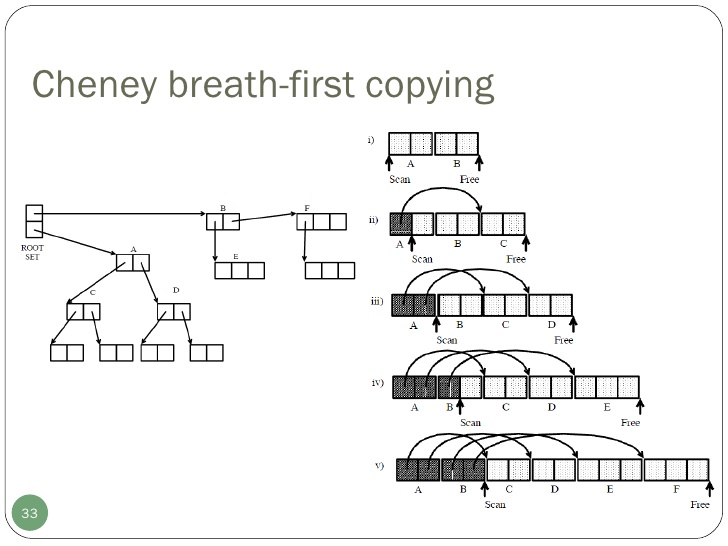 Cheney breath-first copying
ROOT
SET
A
B
C
D
E
F
i)
A B
Scan Free
ii)
A B C
Scan Free
iii)
A B C D
Scan Free
iv)
A B C D E
Scan Free
v)
A B C D E F
Scan Free
33